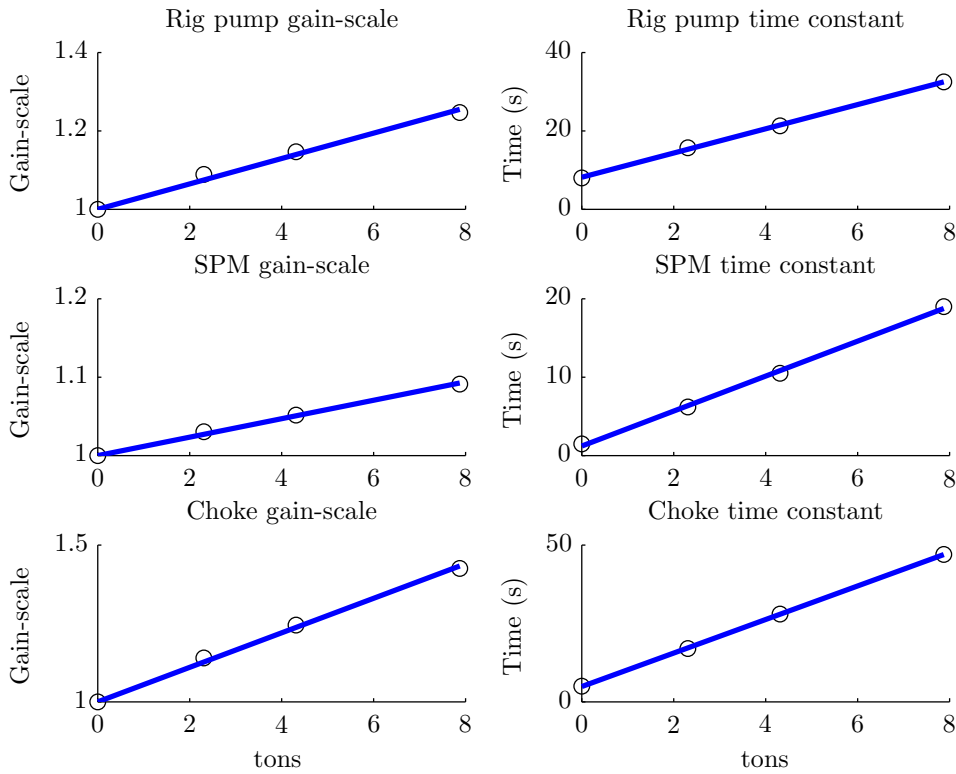 Rig pump gain-scale
Gain-scale
1.4
1.2
1
0 2 4 6 8
Rig pump time constant
Time (s)
40
20
0
0 2 4 6 8
SPM gain-scale
Gain-scale
1.2
1.1
1
0 2 4 6 8
SPM time constant
Time (s)
20
10
0
0 2 4 6 8
Choke gain-scale
Gain-scale
1.5
1
0 2 4 6 8
tons
Choke time constant
Time (s)
50
0
0 2 4 6 8
tons